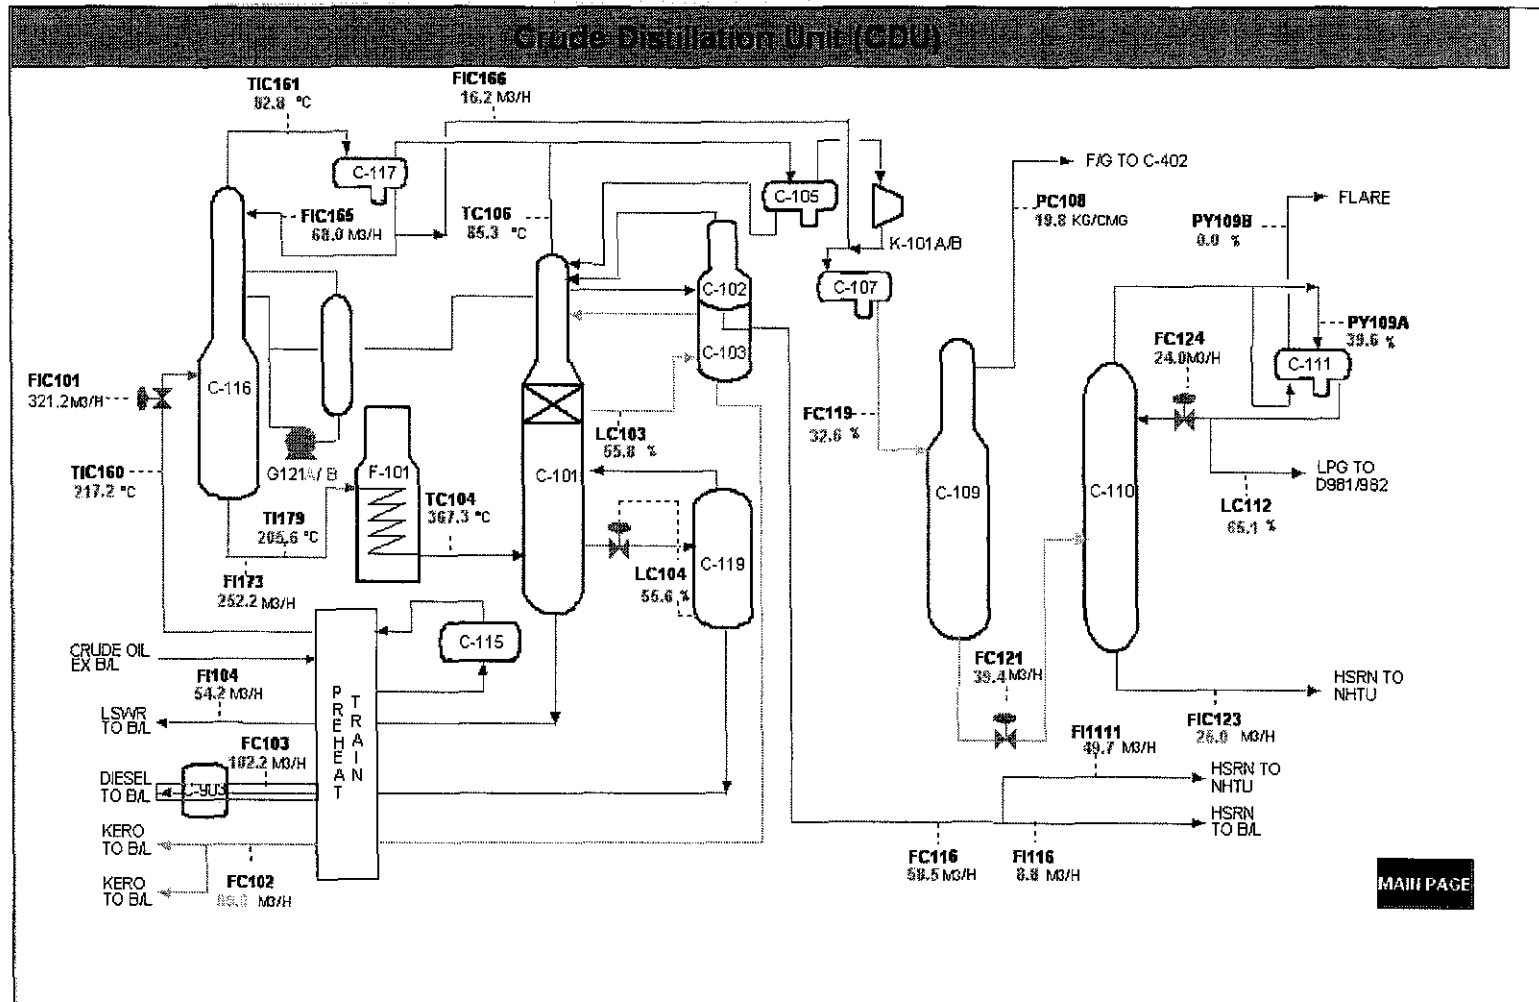 Crude Distillation Unit (CDU)
TIC161
82.8 °C
FIC166
16.2 M3/H
C-117
F/G TO C-402
C-105
FIC165
68.0 M3/H
TC106
85.3 °C
PC108
19.8 KG/CMG
PY109B
0.0 %
FLARE
K-101A/B
C-102
C-107
PY109A
39.6 %
FC124
24.0M3/H
C-103
C-111
FIC101
321.2M3/H
C-116
FC119
32.6 %
LC103
55.8 %
G121A/B
F-101
C-101
TIC160
217.2 °C
TC104
367.3 °C
C-109
C-110
LPG TO
D981/982
LC112
65.1 %
TI179
205.6 °C
C-119
LC104
55.6 %
FI173
252.2 M3/H
C-115
CRUDE OIL
EX B/L
FI104
54.2 M3/H
FC121
39.4 M3/H
PREHEAT
TRAIN
HSRN TO
NHTU
LSWR
TO B/L
FIC123
M3/H
FC103
102.2 M3/H
FI1111
49.7 M3/H
DIESEL
TO B/L
C-903
HSRN TO
NHTU
KERO
TO B/L
HSRN
TO B/L
FC116
58.5 M3/H
FI116
8.8 M3/H
FC102
M3/H
KERO
TO B/L
MAIN PAGE